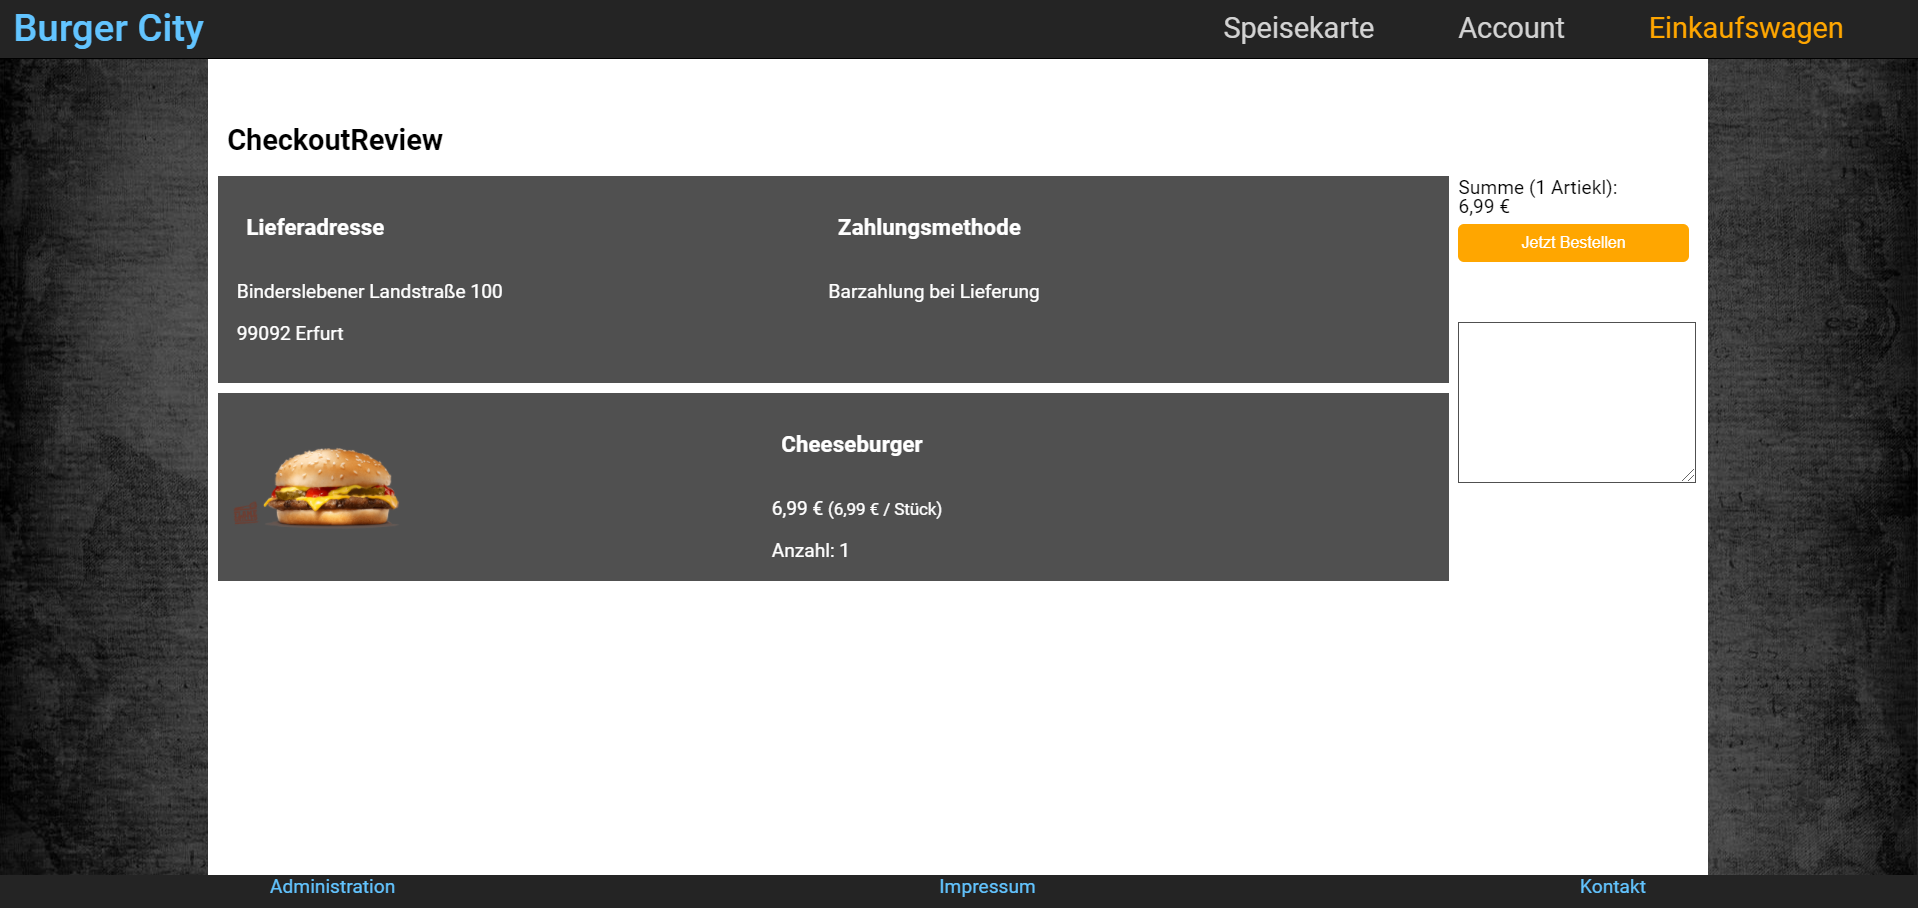 Burger City
Speisekarte
Account
Einkaufswagen
CheckoutReview
Lieferadresse
Zahlungsmethode
Binderslebener Landstraße 100
Barzahlung bei Lieferung
99092 Erfurt
Summe (1 Artiekl):
6,99 €
Jetzt Bestellen
Cheeseburger
6,99 € (6,99 € / Stück)
Anzahl: 1
Administration
Impressum
Kontakt